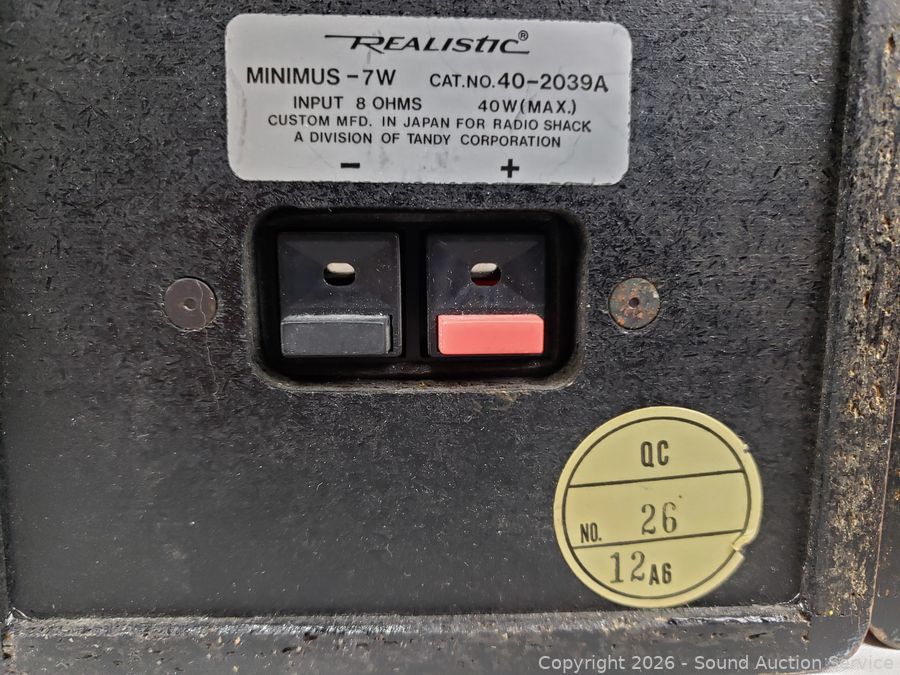 REALISTIC®
MINIMUS-7W CAT.NO.40-2039A
INPUT 8 OHMS 40W(MAX.)
CUSTOM MFD. IN JAPAN FOR RADIO SHACK
A DIVISION OF TANDY CORPORATION
- +
QC
NO. 26
12A6
Copyright 2026 - Sound Auction Service